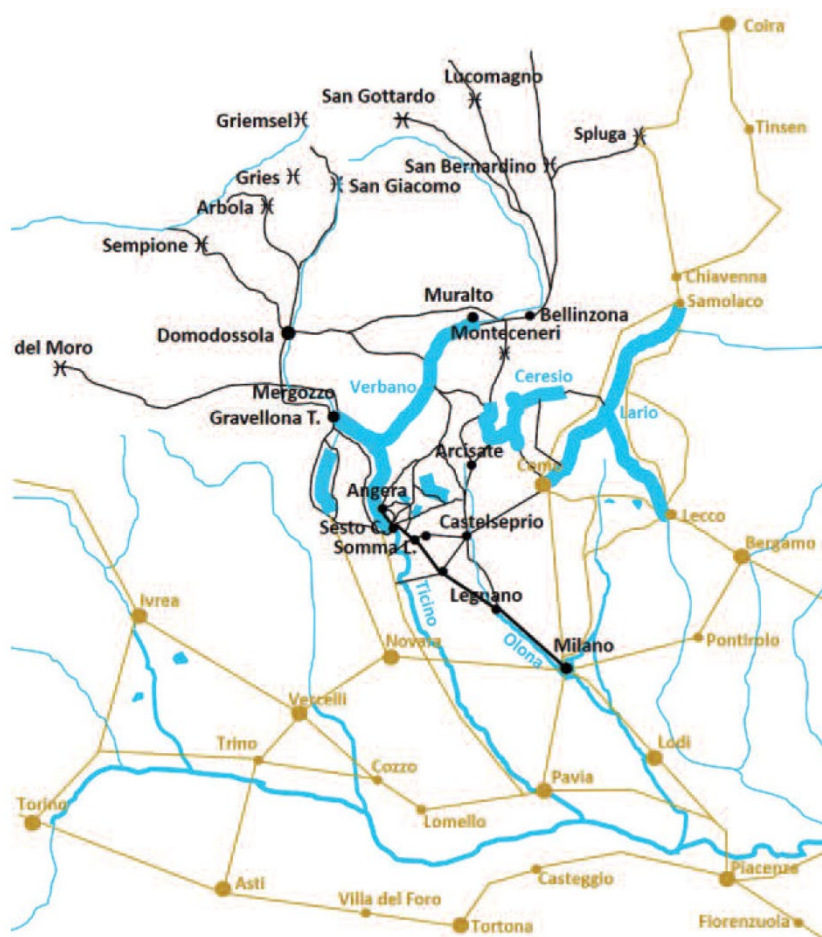 Coira
Lucomagno
San Gottardo
Griemsel
Tinsen
Spluga
San Bernardino
Gries
San Giacomo
Arbola
Sempione
Chiavenna
Muralto
Samolaco
Bellinzona
Domodossola
Monteceneri
del Moro
Verbano
Ceresio
Mergozzo
Gravellona T.
Lario
Arcisate
Como
Angera
Lecco
Sesto C.
Castelseprio
Somma L.
Bergamo
Ticino
Legnano
Ivrea
Olona
Novara
Milano
Pontirolo
Vercelli
Trino
Lodi
Cozzo
Pavia
Torino
Lomello
Piacenza
Asti
Casteggio
Villa del Foro
Tortona
Fiorenzuola